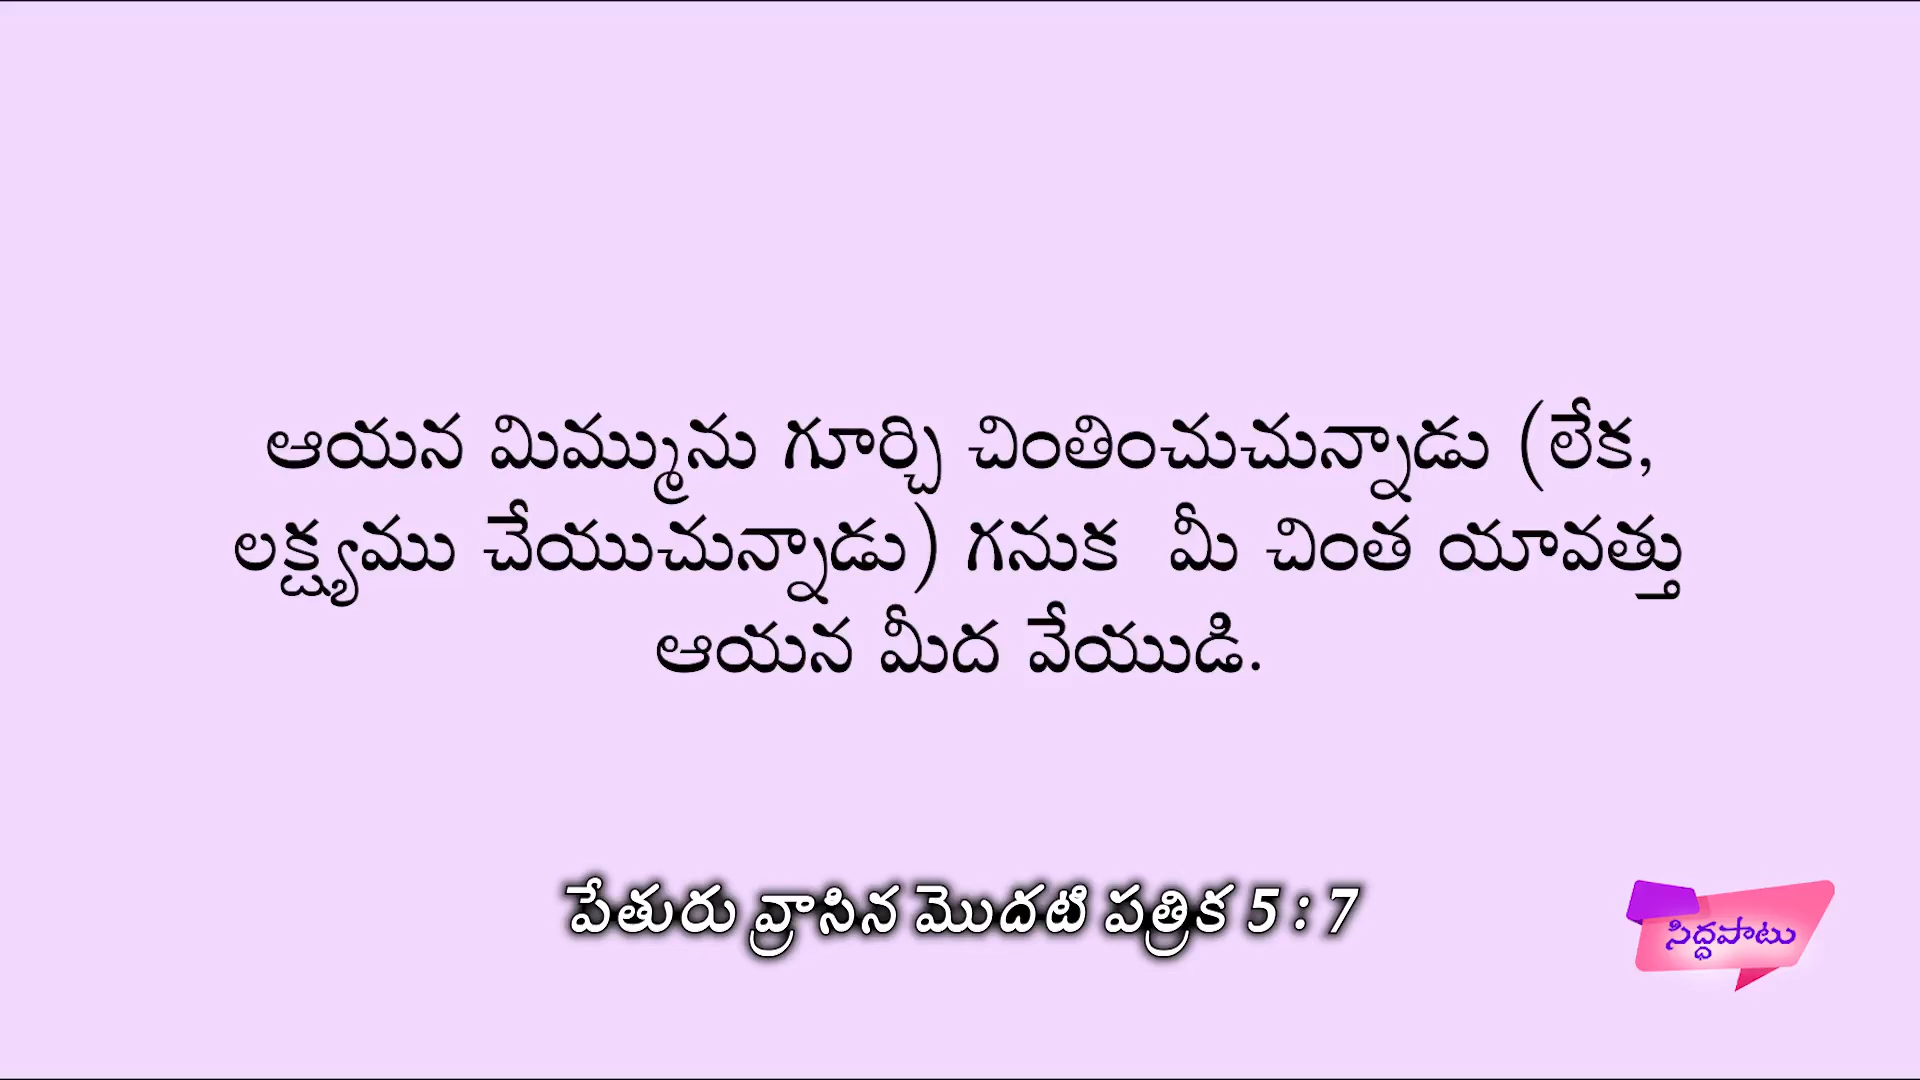 ఆయన మిమ్మును గూర్చి చింతించుచున్నాడు (లేక,
లక్ష్యము చేయుచున్నాడు) గనుక  మీ చింత యావత్తు
ఆయన మీద వేయుడి.
పేతురు వ్రాసిన మొదటి పత్రిక 5 : 7
సిద్ధపాటు